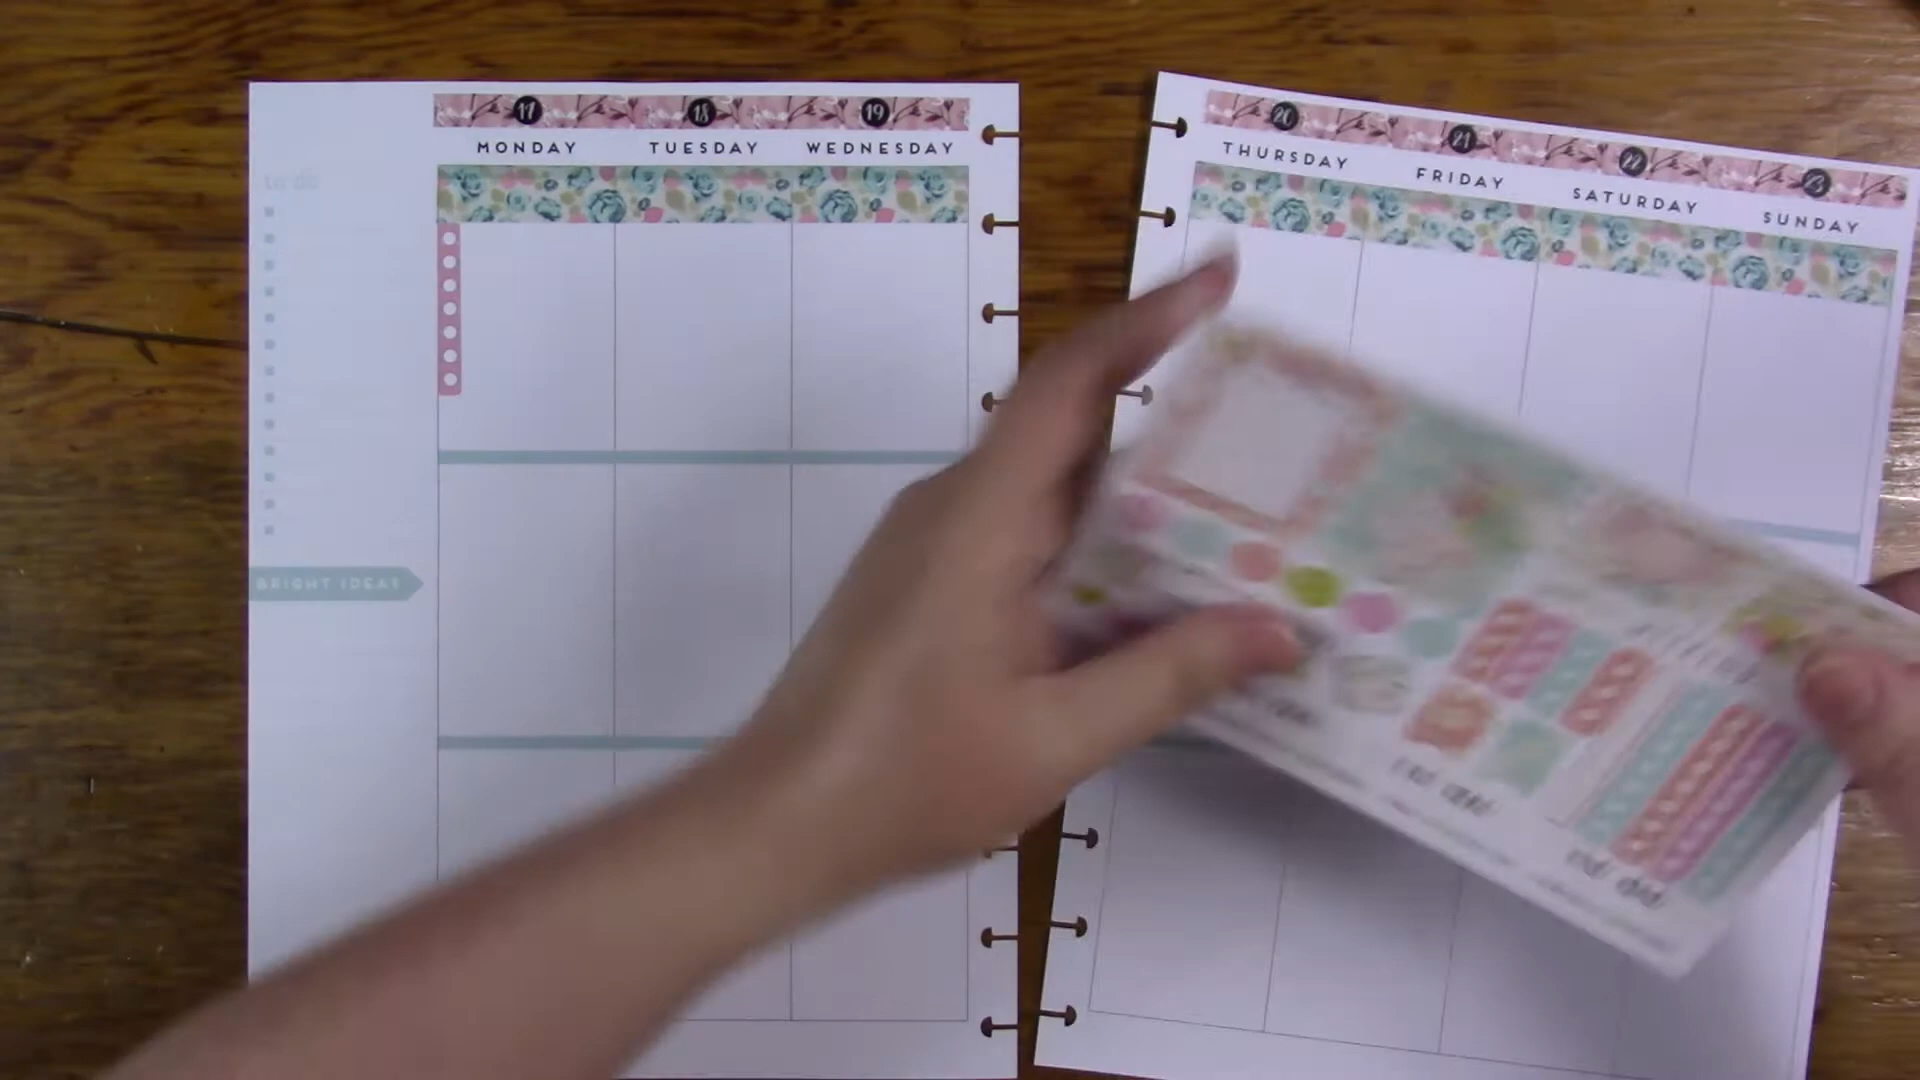 17 18 19
MONDAY TUESDAY WEDNESDAY
to do
BRIGHT IDEAS
20 21 22 23
THURSDAY FRIDAY SATURDAY SUNDAY